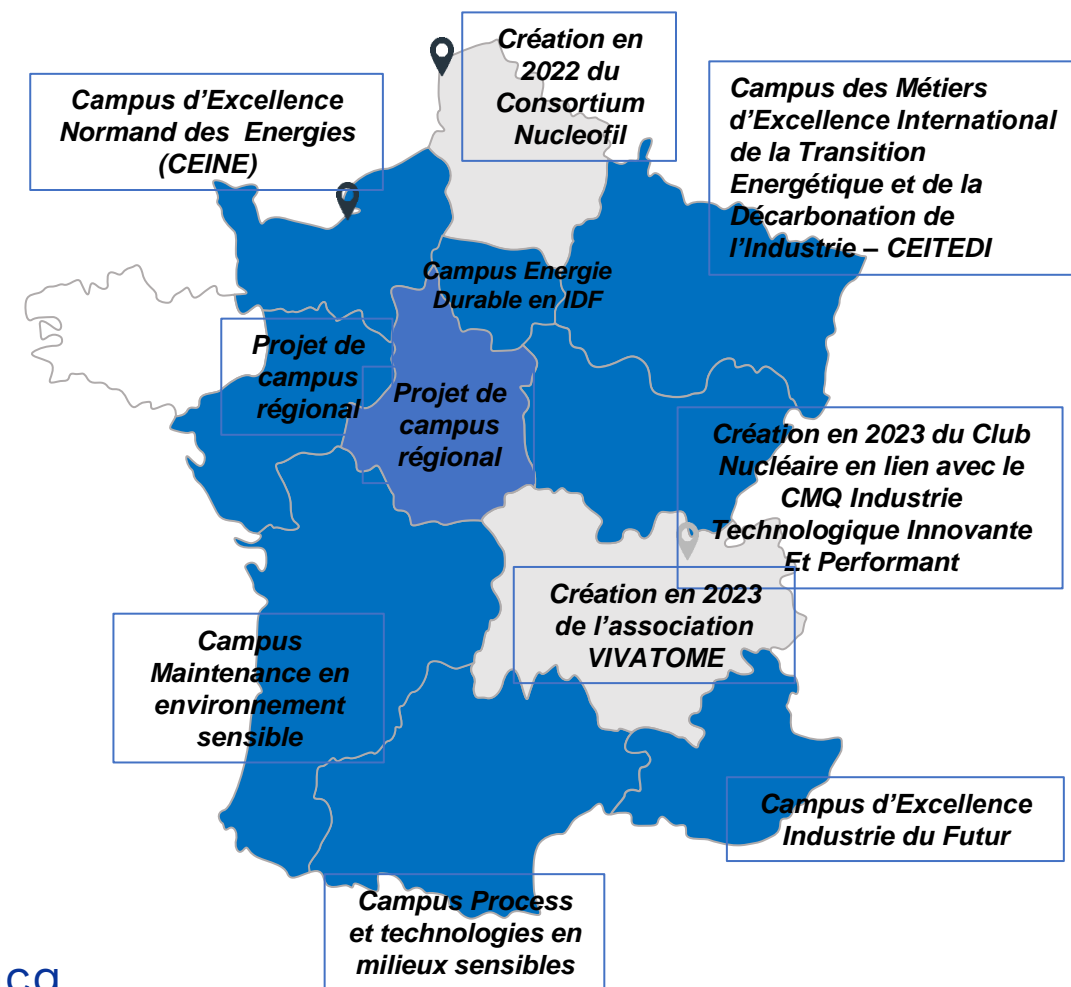 Création en
2022 du
Consortium
Nucleofil
Campus d'Excellence
Normand des Energies
(CEINE)
Campus des Métiers
d'Excellence International
de la Transition
Energétique et de la
Décarbonation de
l'Industrie – CEITEDI
Campus Energie
Durable en IDF
Projet de
campus
régional
Projet de
campus
régional
Création en 2023 du Club
Nucléaire en lien avec le
CMQ Industrie
Technologique Innovante
Et Performant
Création en 2023
de l'association
VIVATOME
Campus
Maintenance en
environnement
sensible
Campus d'Excellence
Industrie du Futur
Campus Process
et technologies en
milieux sensibles